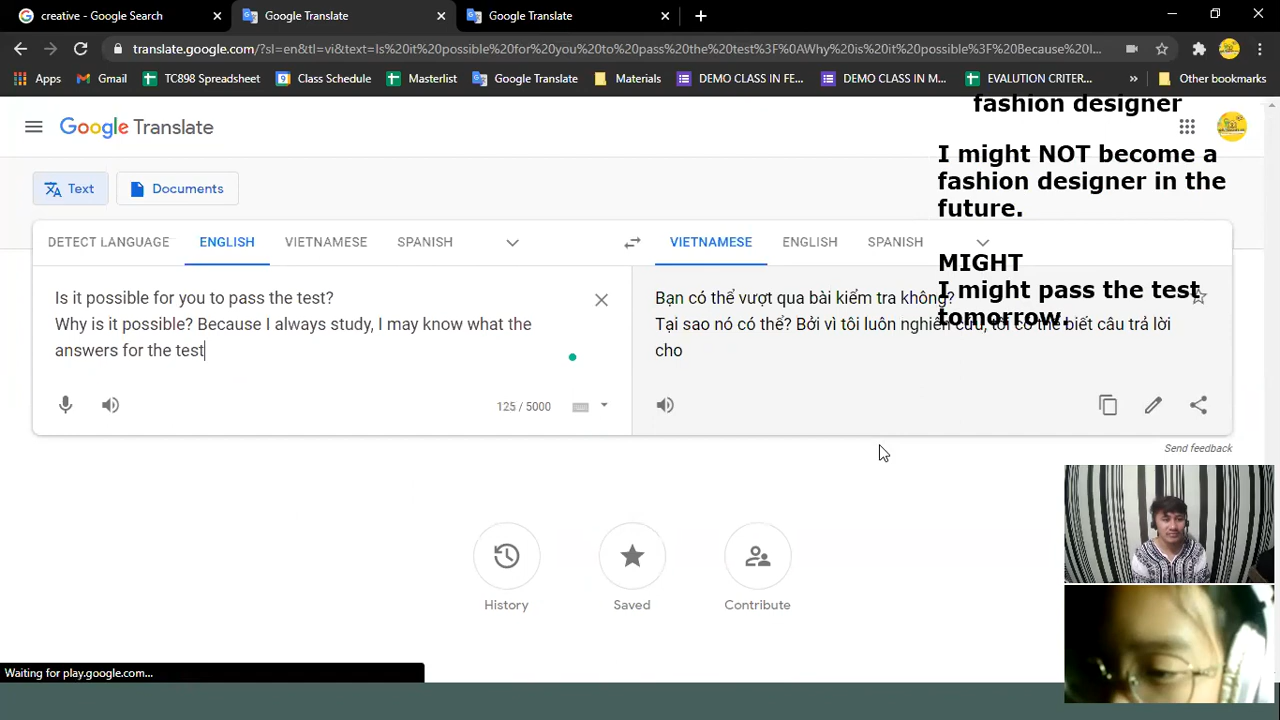 creative - Google Search
Google Translate
Google Translate
translate.google.com/?sl=en&tl=vi&text=Is%20it%20possible%20for%20you%20to%20pass%20the%20test%3F%0AWhy%20is%20it%20possible%3F%20Because%20I...
Apps
Gmail
TC898 Spreadsheet
Class Schedule
Masterlist
Google Translate
Materials
DEMO CLASS IN FE...
DEMO CLASS IN M...
EVALUTION CRITER...
»
Other bookmarks
fashion designer
Google Translate
I might NOT become a
fashion designer in the
future.
Text
Documents
DETECT LANGUAGE
ENGLISH
VIETNAMESE
SPANISH
VIETNAMESE
ENGLISH
SPANISH
MIGHT
I might pass the test
tomorrow.
Is it possible for you to pass the test?
Why is it possible? Because I always study, I may know what the
answers for the test
Bạn có thể vượt qua bài kiểm tra không?
Tại sao nó có thể? Bởi vì tôi luôn nghiên cứu, tôi có thể biết câu trả lời
cho
125 / 5000
Send feedback
History
Saved
Contribute
Waiting for play.google.com...